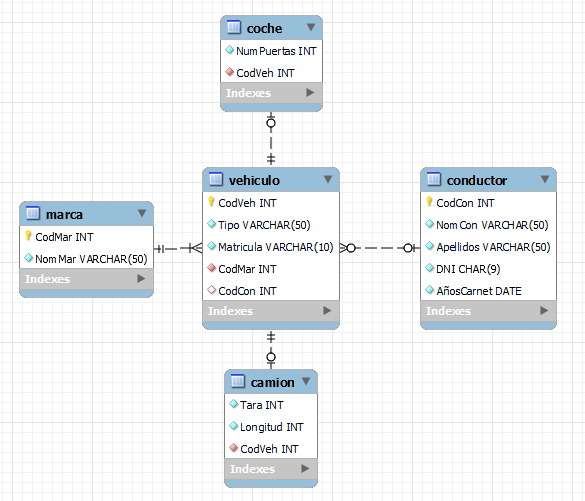 coche
NumPuertas INT
CodVeh INT
Indexes
vehiculo
CodVeh INT
Tipo VARCHAR(50)
Matricula VARCHAR(10)
CodMar INT
CodCon INT
Indexes
conductor
CodCon INT
NomCon VARCHAR(50)
Apellidos VARCHAR(50)
DNI CHAR(9)
AñosCarnet DATE
Indexes
marca
CodMar INT
NomMar VARCHAR(50)
Indexes
camion
Tara INT
Longitud INT
CodVeh INT
Indexes